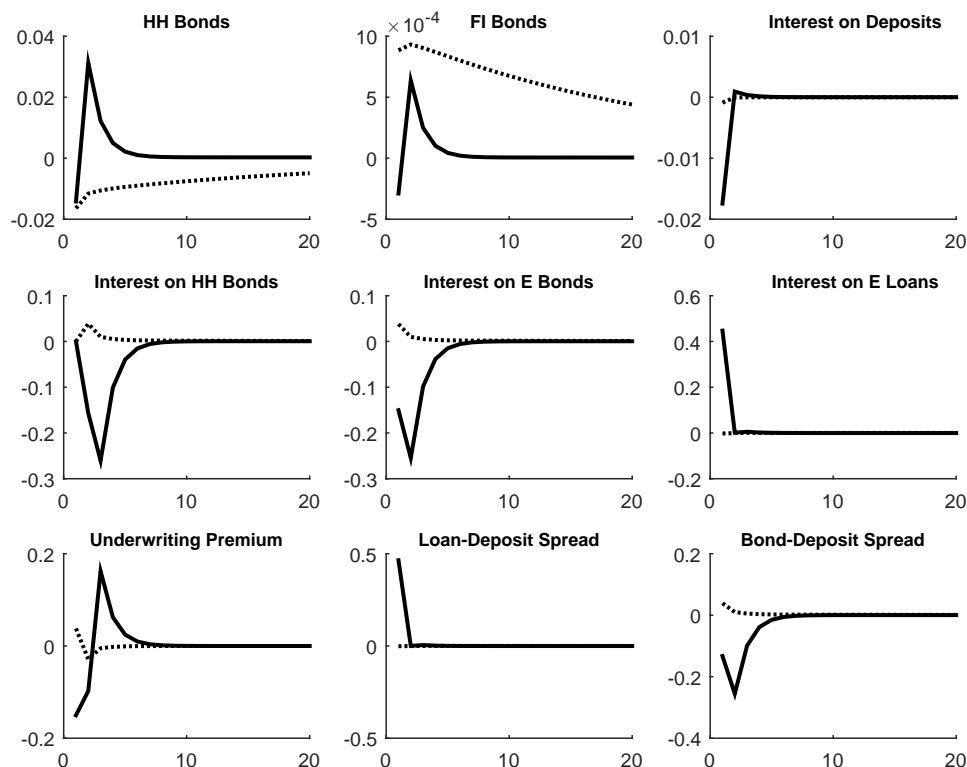 HH Bonds
0.04
0.02
0
-0.02
0 10 20
FI Bonds
×10-4
10
5
0
-5
0 10 20
Interest on Deposits
0.01
0
-0.01
-0.02
0 10 20
Interest on HH Bonds
0.1
0
-0.1
-0.2
-0.3
0 10 20
Interest on E Bonds
0.1
0
-0.1
-0.2
-0.3
0 10 20
Interest on E Loans
0.6
0.4
0.2
0
-0.2
0 10 20
Underwriting Premium
0.2
0
-0.2
0 10 20
Loan-Deposit Spread
0.5
0
-0.5
0 10 20
Bond-Deposit Spread
0.2
0
-0.2
-0.4
0 10 20